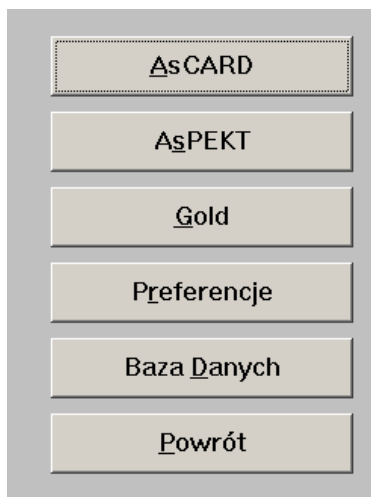 AsCARD
AsPEKT
Gold
Preferencje
Baza Danych
Powrót